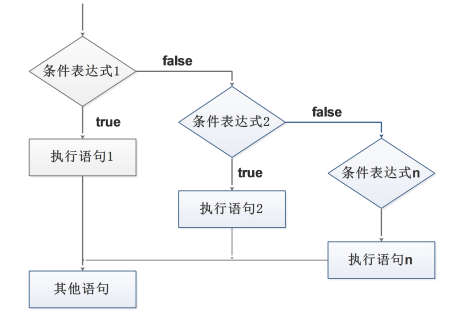 条件表达式1
false
true
条件表达式2
false
执行语句1
true
条件表达式n
执行语句2
执行语句n
其他语句